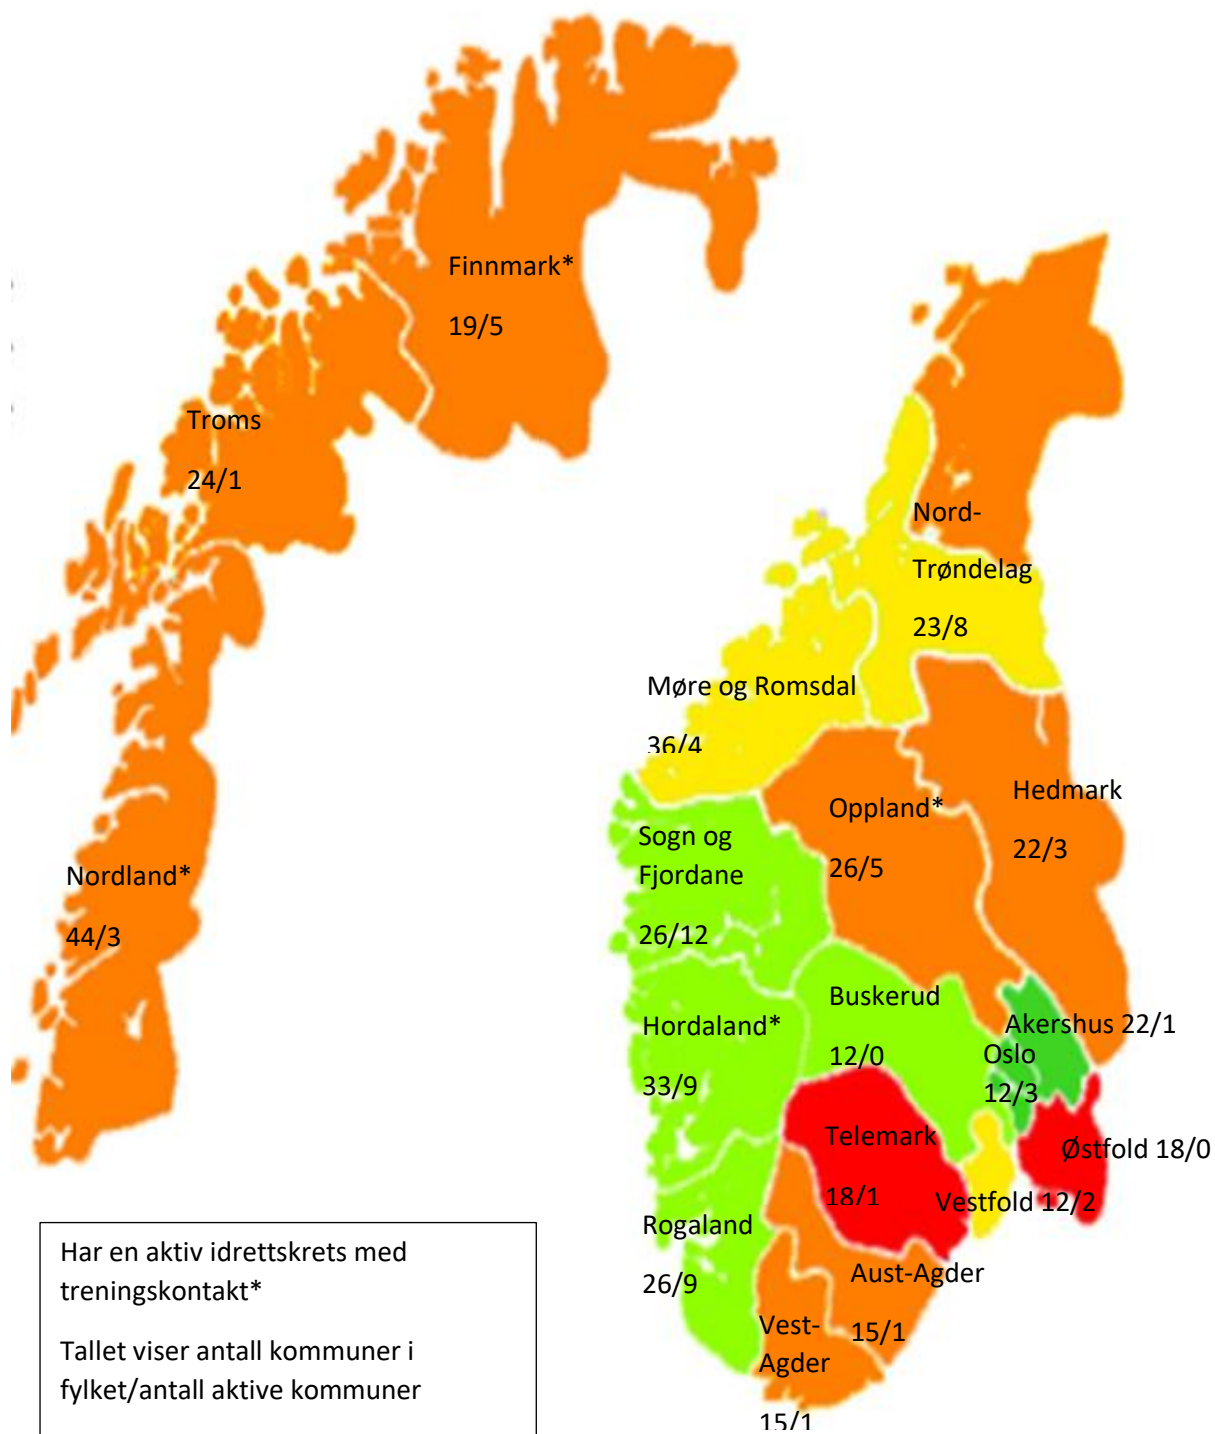 Finnmark*
19/5
Troms
24/1
Nord-
Trøndelag
23/8
Møre og Romsdal
36/4
Oppland*
26/5
Hedmark
22/3
Sogn og
Fjordane
26/12
Nordland*
44/3
Buskerud
12/0
Akershus 22/1
Hordaland*
33/9
Oslo
12/3
Telemark
18/1
Østfold 18/0
Vestfold 12/2
Rogaland
26/9
Aust-Agder
15/1
Vest-
Agder
15/1
Har en aktiv idrettskrets med
treningskontakt*
Tallet viser antall kommuner i
fylket/antall aktive kommuner